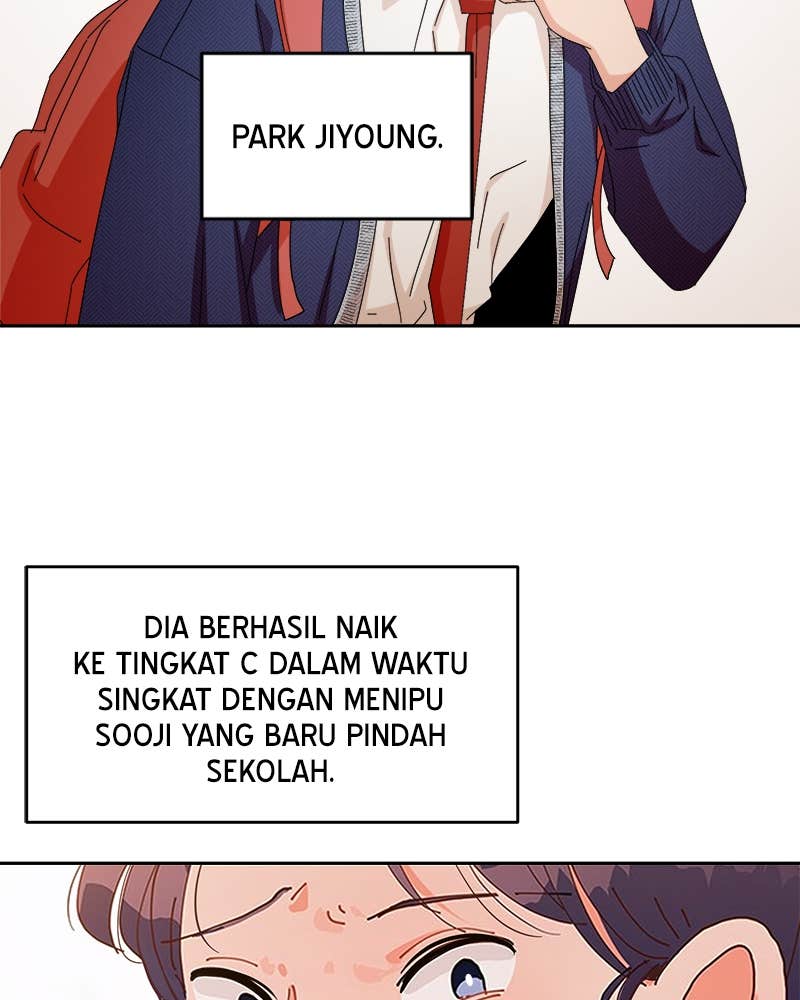 PARK JIYOUNG.
DIA BERHASIL NAIK
KE TINGKAT C DALAM WAKTU
SINGKAT DENGAN MENIPU
SOOJI YANG BARU PINDAH
SEKOLAH.